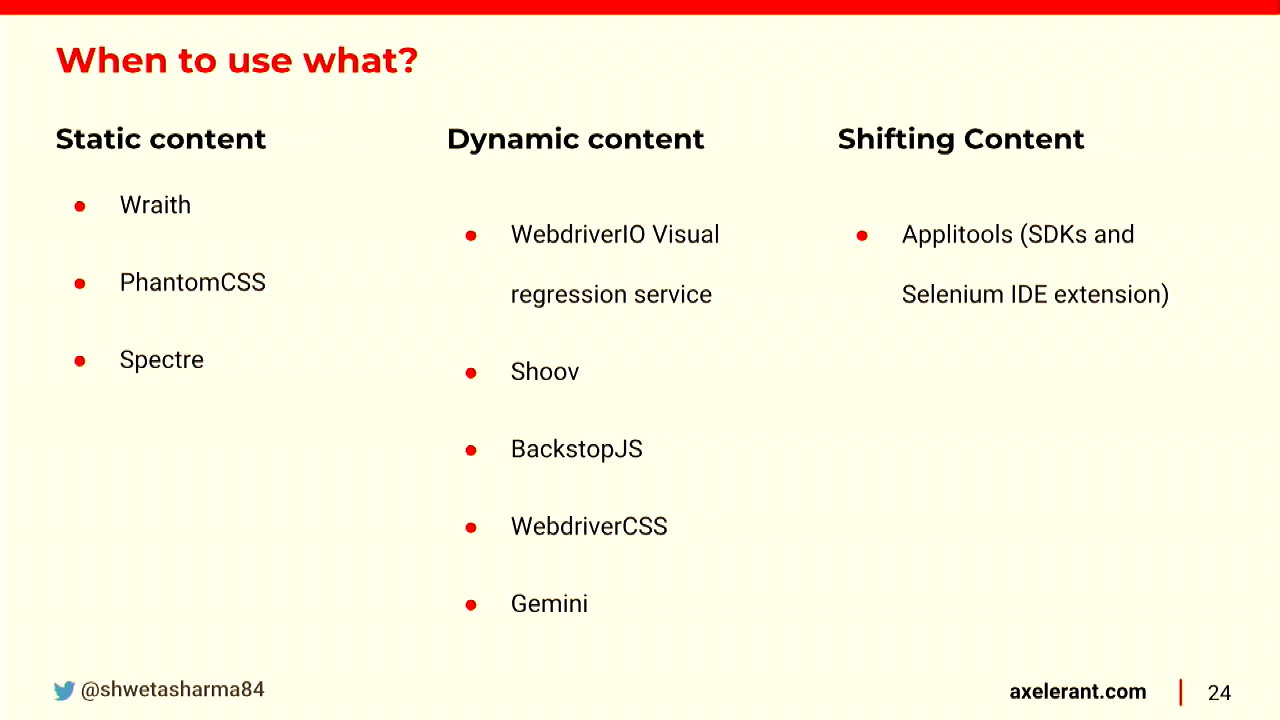 When to use what?
Static content
Wraith
PhantomCSS
Spectre
Dynamic content
WebdriverIO Visual
regression service
Shoov
BackstopJS
WebdriverCSS
Gemini
Shifting Content
Applitools (SDKs and
Selenium IDE extension)
@shwetasharma84
axelerant.com
24